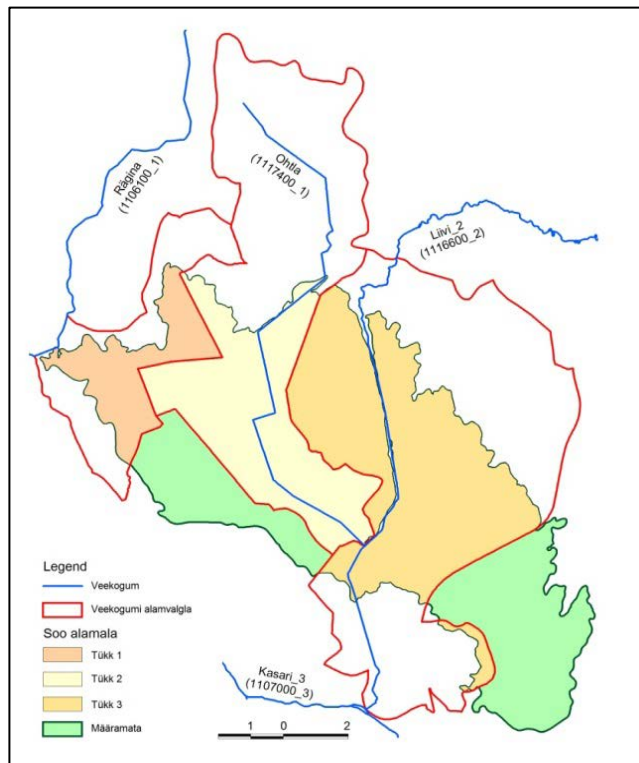 Rägina
(1106100_1)
Ohtla
(1117400_1)
Liivi_2
(1116600_2)
Legend
Veekogum
Veekogumi alamvalgla
Soo alamala
Tükk 1
Tükk 2
Tükk 3
Määramata
Kasari_3
(1107000_3)
1 0 2